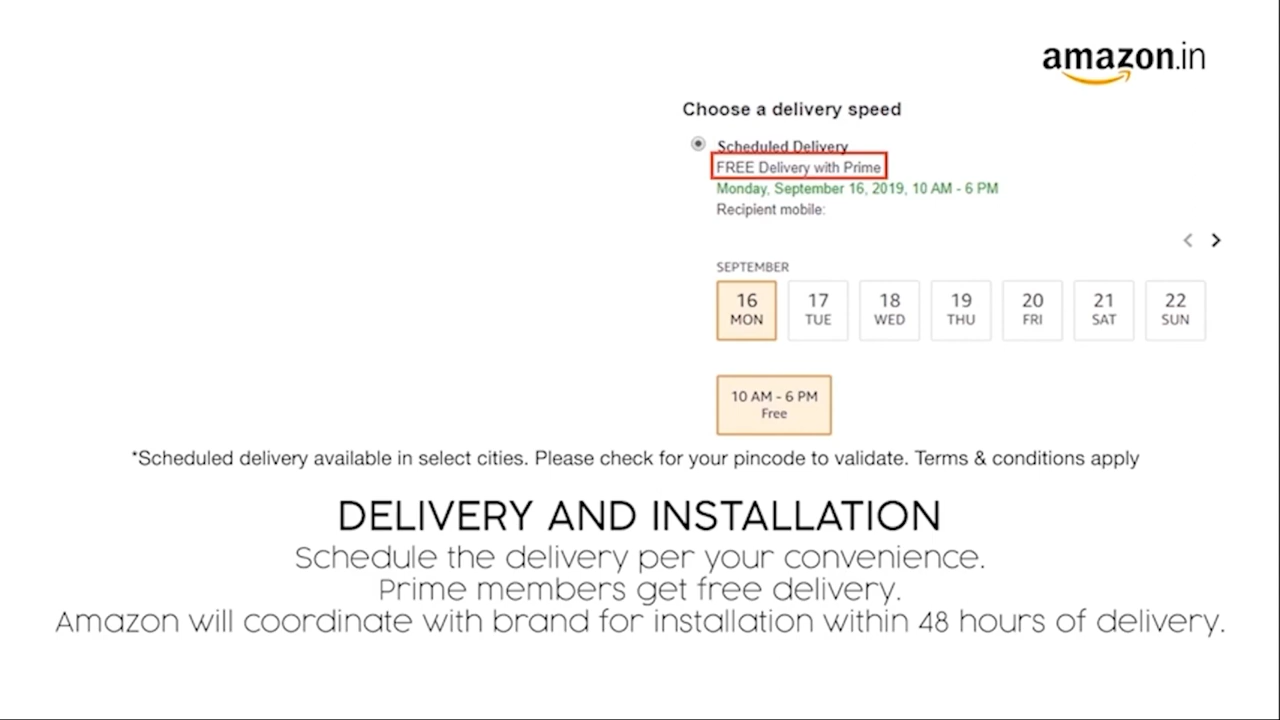 amazon.in
Choose a delivery speed
Scheduled Delivery
FREE Delivery with Prime
Monday, September 16, 2019, 10 AM - 6 PM
Recipient mobile:
SEPTEMBER
16 17 18 19 20 21 22
MON TUE WED THU FRI SAT SUN
10 AM - 6 PM
Free
*Scheduled delivery available in select cities. Please check for your pincode to validate. Terms & conditions apply
DELIVERY AND INSTALLATION
Schedule the delivery per your convenience.
Prime members get free delivery.
Amazon will coordinate with brand for installation within 48 hours of delivery.